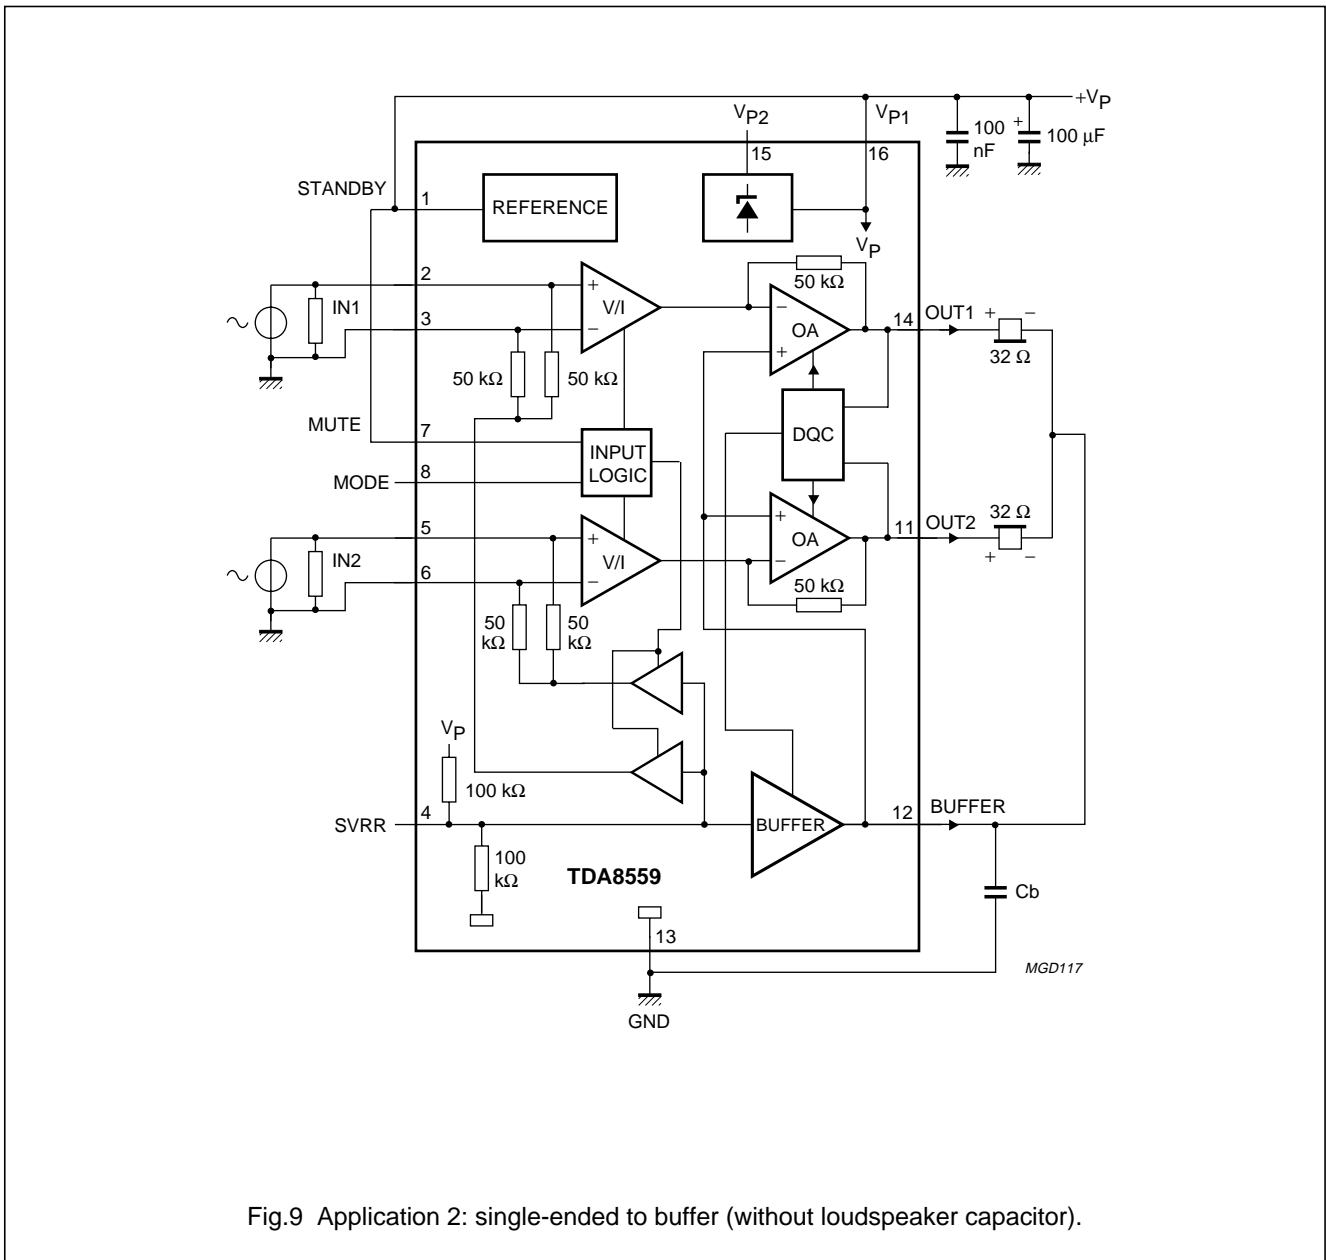 +VP
VP2
VP1
100
nF
+
100 μF
15
16
STANDBY
1
REFERENCE
VP
2
+
V/I
−
50 kΩ
IN1
3
−
OA
+
14
OUT1
+
−
32 Ω
50 kΩ
50 kΩ
MUTE
7
INPUT
LOGIC
DQC
8
MODE
5
+
V/I
−
+
OA
−
11
OUT2
32 Ω
+
−
IN2
6
50 kΩ
50
kΩ
50
kΩ
VP
100 kΩ
4
SVRR
BUFFER
12
BUFFER
100
kΩ
TDA8559
Cb
13
GND
MGD117
Fig.9 Application 2: single-ended to buffer (without loudspeaker capacitor).